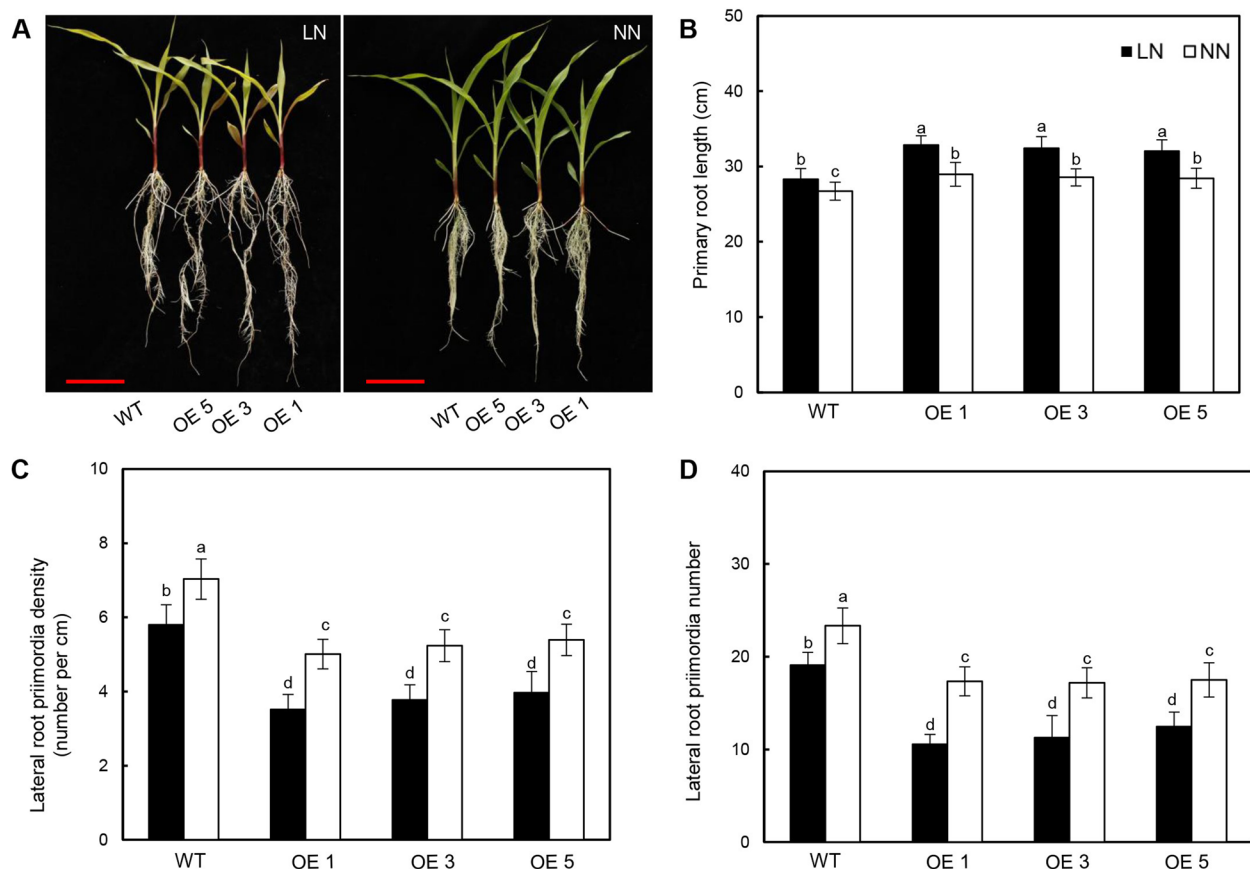 A
LN
NN
WT
OE 5
OE 3
OE 1
WT
OE 5
OE 3
OE 1
B
Primary root length (cm)
50
40
30
20
10
0
LN
NN
b
c
a
b
a
b
a
b
WT
OE 1
OE 3
OE 5
C
Lateral root priimordia density
(number per cm)
10
8
6
4
2
0
b
a
d
c
d
c
d
c
WT
OE 1
OE 3
OE 5
D
Lateral root priimordia number
40
30
20
10
0
b
a
d
c
d
c
d
c
WT
OE 1
OE 3
OE 5